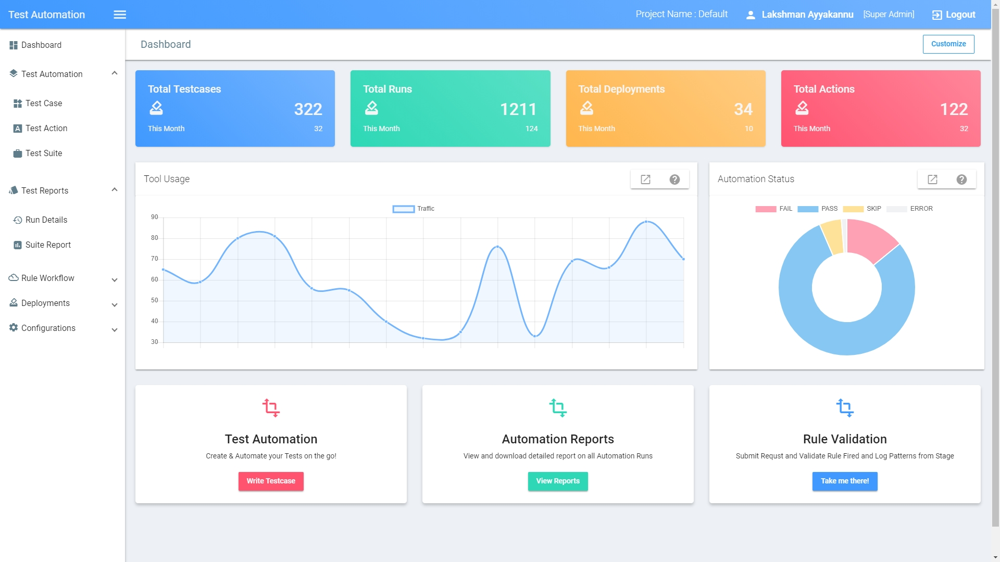 Test Automation
Project Name : Default
Lakshman Ayyakannu
[Super Admin]
Logout
Dashboard
Test Automation
Test Case
Test Action
Test Suite
Test Reports
Run Details
Suite Report
Rule Workflow
Deployments
Configurations
Dashboard
Customize
Total Testcases
322
This Month 32
Total Runs
1211
This Month 124
Total Deployments
34
This Month 10
Total Actions
122
This Month 32
Tool Usage
Traffic
90
80
70
60
50
40
30
Automation Status
FAIL PASS SKIP ERROR
Test Automation
Create & Automate your Tests on the go!
Write Testcase
Automation Reports
View and download detailed report on all Automation Runs
View Reports
Rule Validation
Submit Requst and Validate Rule Fired and Log Patterns from Stage
Take me there!